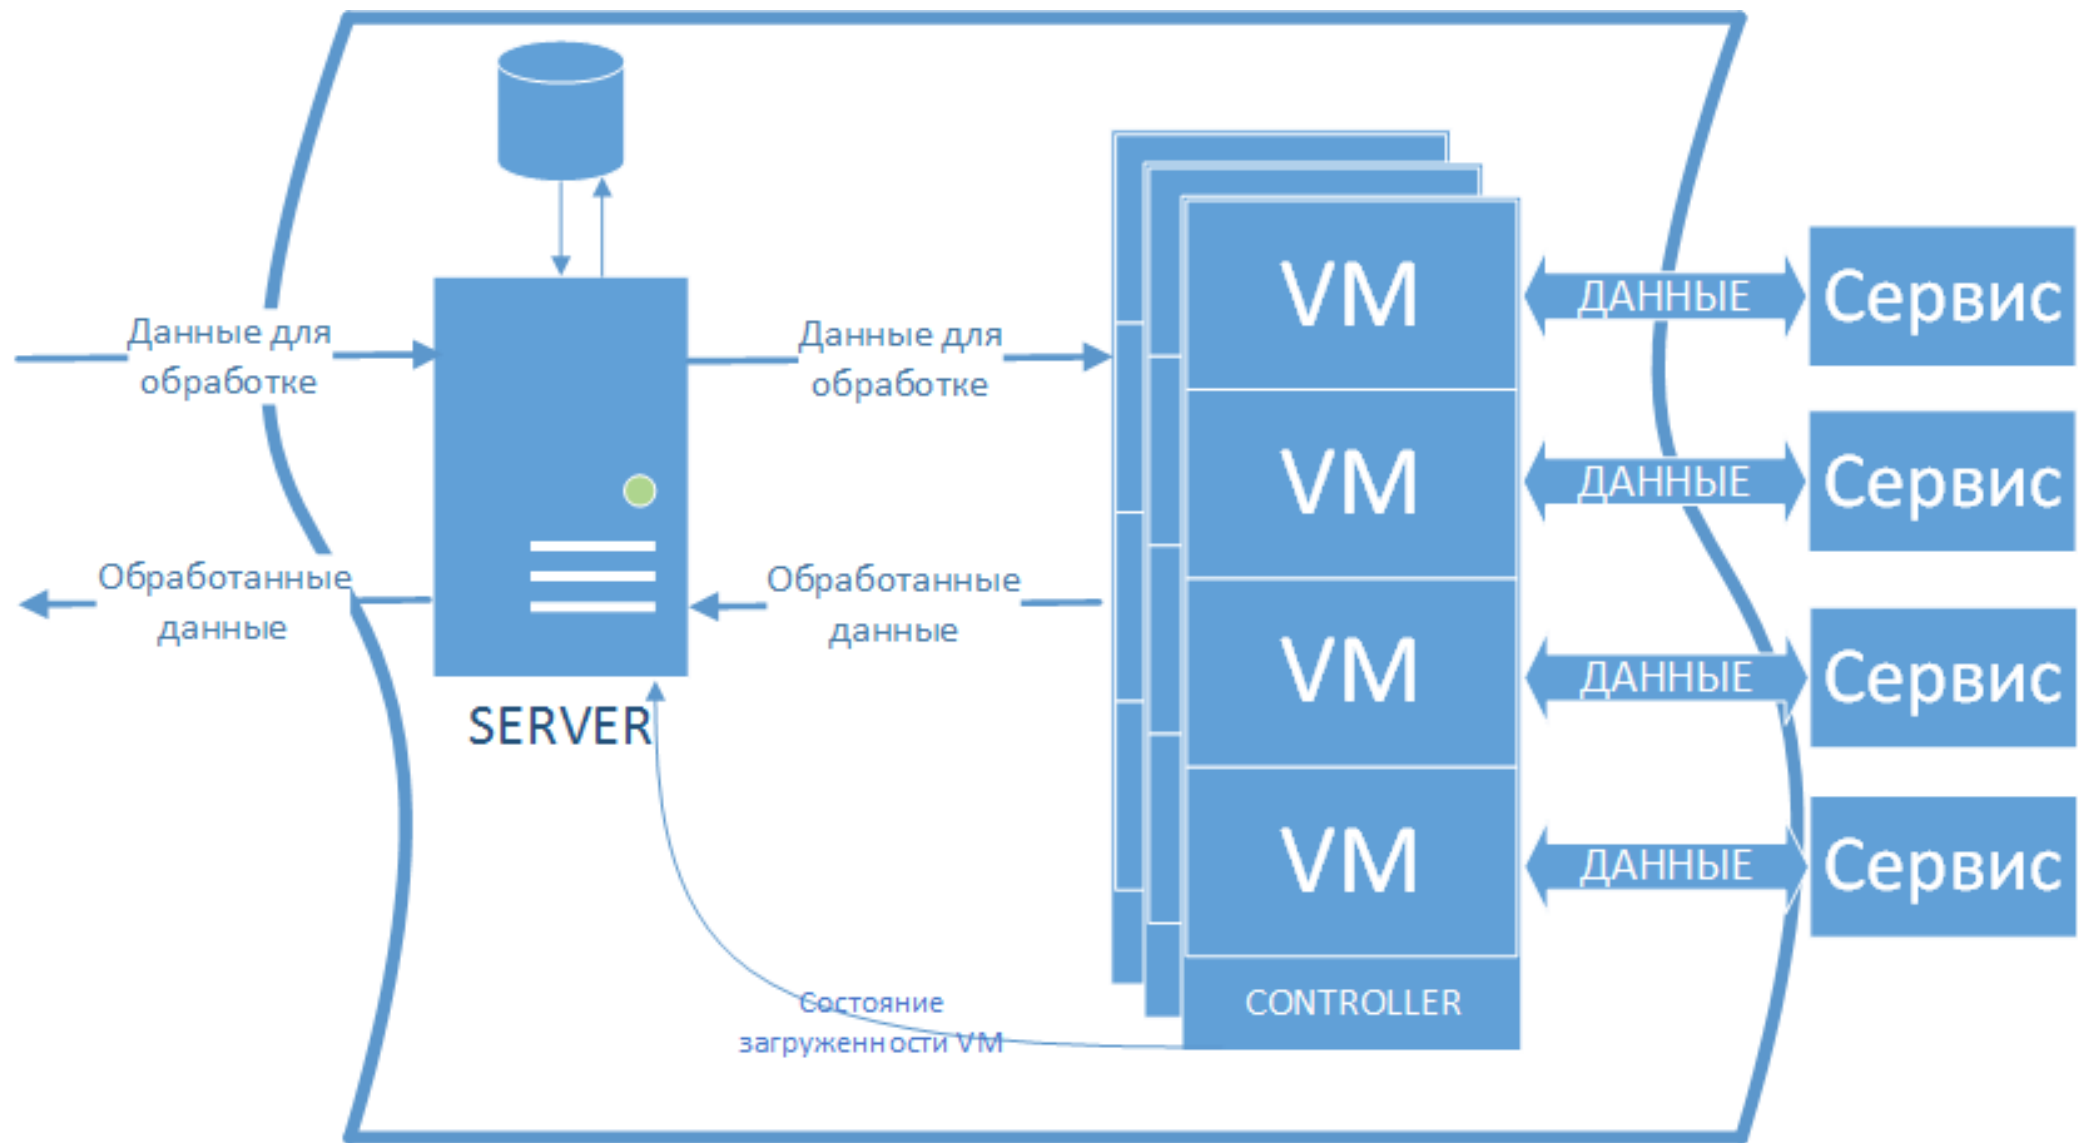 Данные для
обработке
Обработанные
данные
SERVER
Данные для
обработке
Обработанные
данные
Состояние
загруженности VM
VM
VM
VM
VM
CONTROLLER
ДАННЫЕ
ДАННЫЕ
ДАННЫЕ
ДАННЫЕ
Сервис
Сервис
Сервис
Сервис